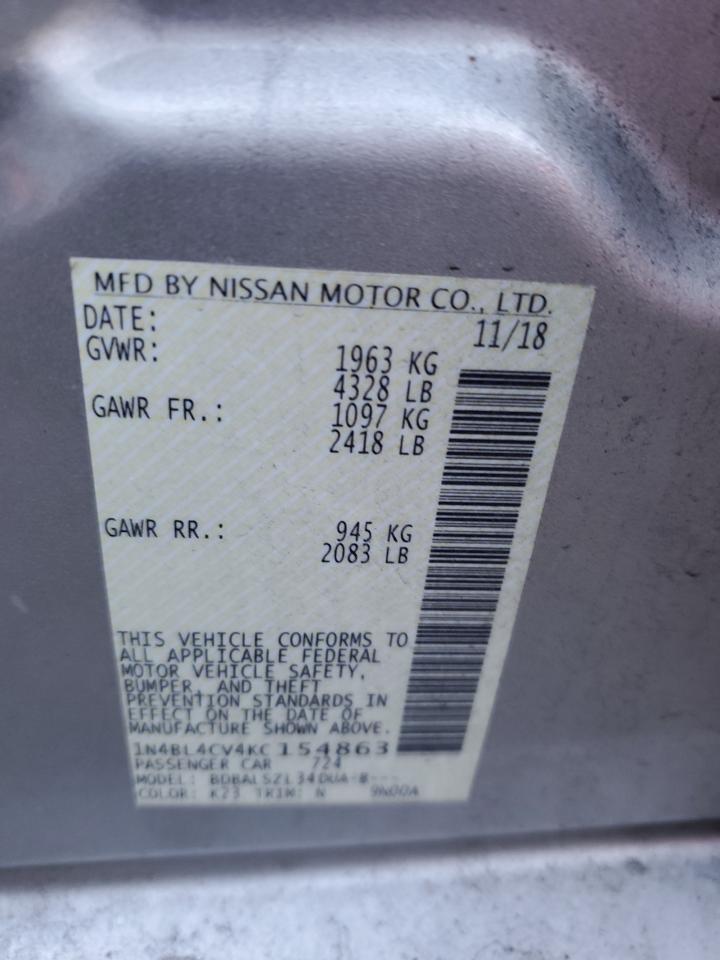 MFD BY NISSAN MOTOR CO., LTD.
DATE: 11/18
GVWR: 1963 KG
4328 LB
GAWR FR.: 1097 KG
2418 LB
GAWR RR.: 945 KG
2083 LB
THIS VEHICLE CONFORMS TO
ALL APPLICABLE FEDERAL
MOTOR VEHICLE SAFETY,
BUMPER, AND THEFT
PREVENTION STANDARDS IN
EFFECT ON THE DATE OF
MANUFACTURE SHOWN ABOVE.
1N4BL4CV4KC154863
PASSENGER CAR 724
MODEL:
COLOR: K23 TRIM: N